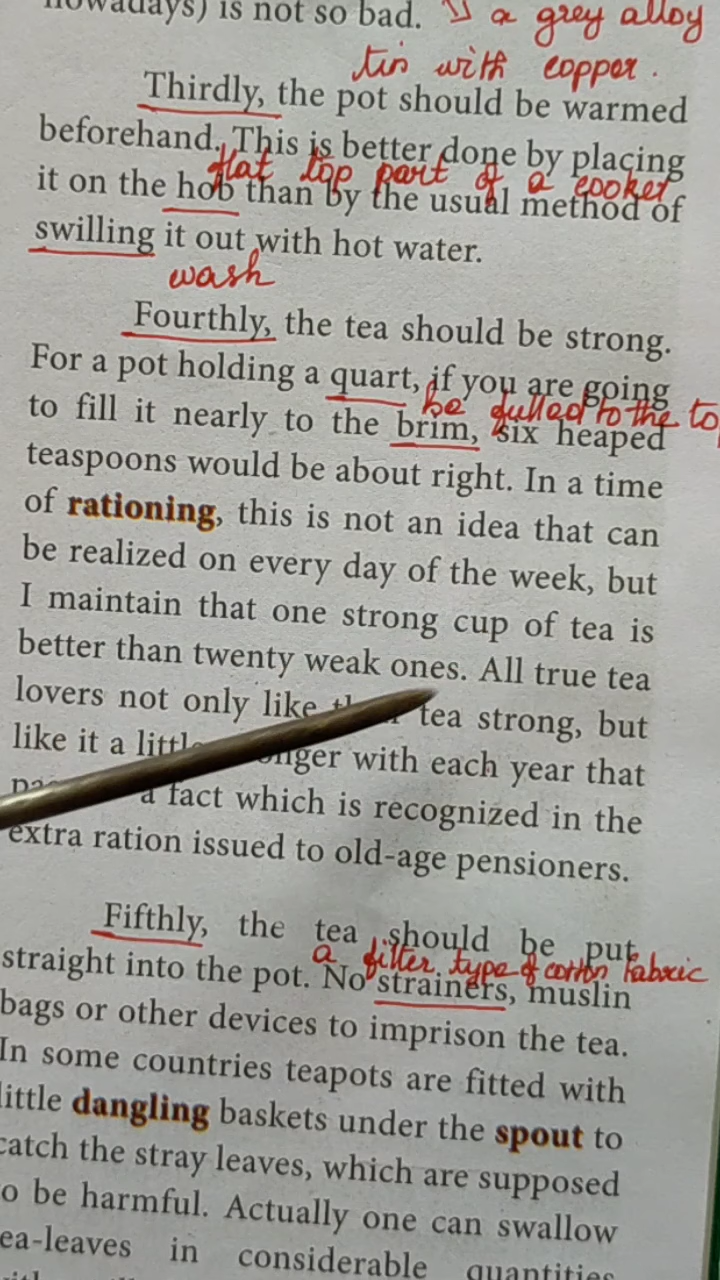 nowadays) is not so bad. a grey alloy
tin with copper.
Thirdly, the pot should be warmed
beforehand. This is better done by placing
flat top part of a cooker
it on the hob than by the usual method of
swilling it out with hot water.
wash
Fourthly, the tea should be strong.
For a pot holding a quart, if you are going
be fulled to the to
to fill it nearly to the brim, six heaped
teaspoons would be about right. In a time
of rationing, this is not an idea that can
be realized on every day of the week, but
I maintain that one strong cup of tea is
better than twenty weak ones. All true tea
lovers not only like tea strong, but
like it a with each year that
a fact which is recognized in the
extra ration issued to old-age pensioners.
Fifthly, the tea should be put
a filter type of cotton fabric
straight into the pot. No strainers, muslin
bags or other devices to imprison the tea.
In some countries teapots are fitted with
little dangling baskets under the spout to
catch the stray leaves, which are supposed
to be harmful. Actually one can swallow
tea-leaves in considerable quantities